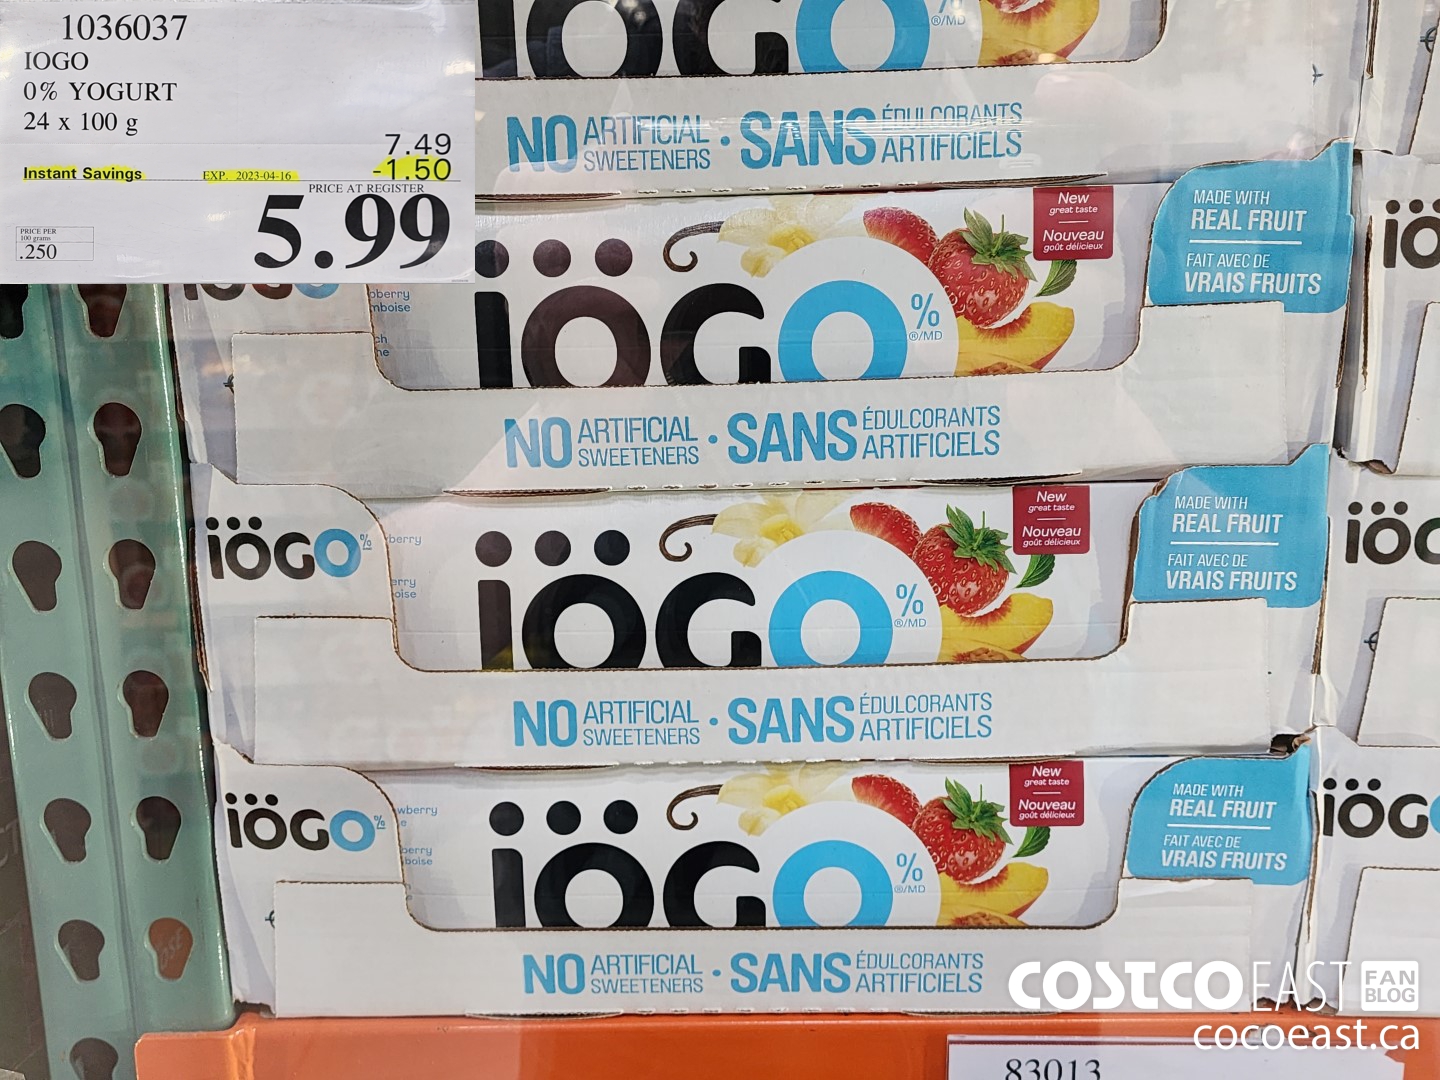 1036037
IOGO
0% YOGURT
24 x 100 g
7.49
Instant Savings EXP. 2023-04-16 -1.50
PRICE AT REGISTER
5.99
PRICE PER
100 grams
.250
iöGO %
®/MD
NO ARTIFICIAL SWEETENERS · SANS ÉDULCORANTS ARTIFICIELS
New
great taste
Nouveau
goût délicieux
MADE WITH
REAL FRUIT
FAIT AVEC DE
VRAIS FRUITS
iöGO
iöGO %
®/MD
NO ARTIFICIAL SWEETENERS · SANS ÉDULCORANTS ARTIFICIELS
New
great taste
Nouveau
goût délicieux
MADE WITH
REAL FRUIT
FAIT AVEC DE
VRAIS FRUITS
iöGO %
iöGO %
®/MD
NO ARTIFICIAL SWEETENERS · SANS ÉDULCORANTS ARTIFICIELS
New
great taste
Nouveau
goût délicieux
MADE WITH
REAL FRUIT
FAIT AVEC DE
VRAIS FRUITS
iöGO %
iöGO %
®/MD
NO ARTIFICIAL SWEETENERS · SANS ÉDULCORANTS ARTIFICIELS
COSTCO EAST FAN BLOG
cocoeast.ca
83013